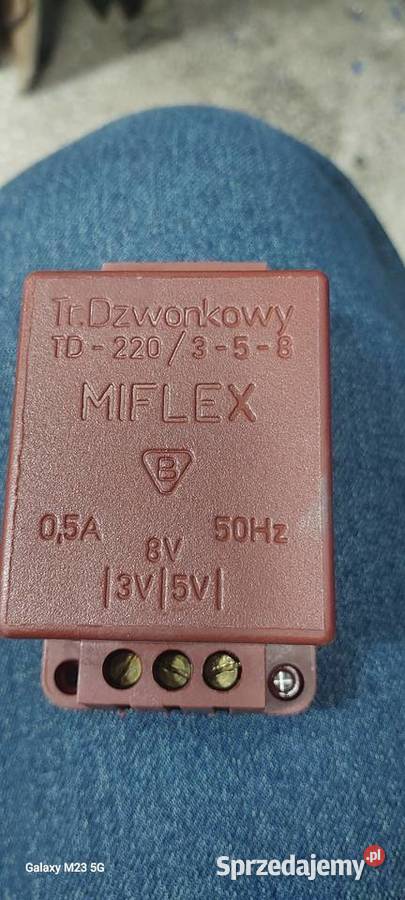 Tr.Dzwonkowy
TD - 220 / 3 - 5 - 8
MIFLEX
B
0,5A 50Hz
8V
|3V|5V|
Galaxy M23 5G
Sprzedajemy.pl